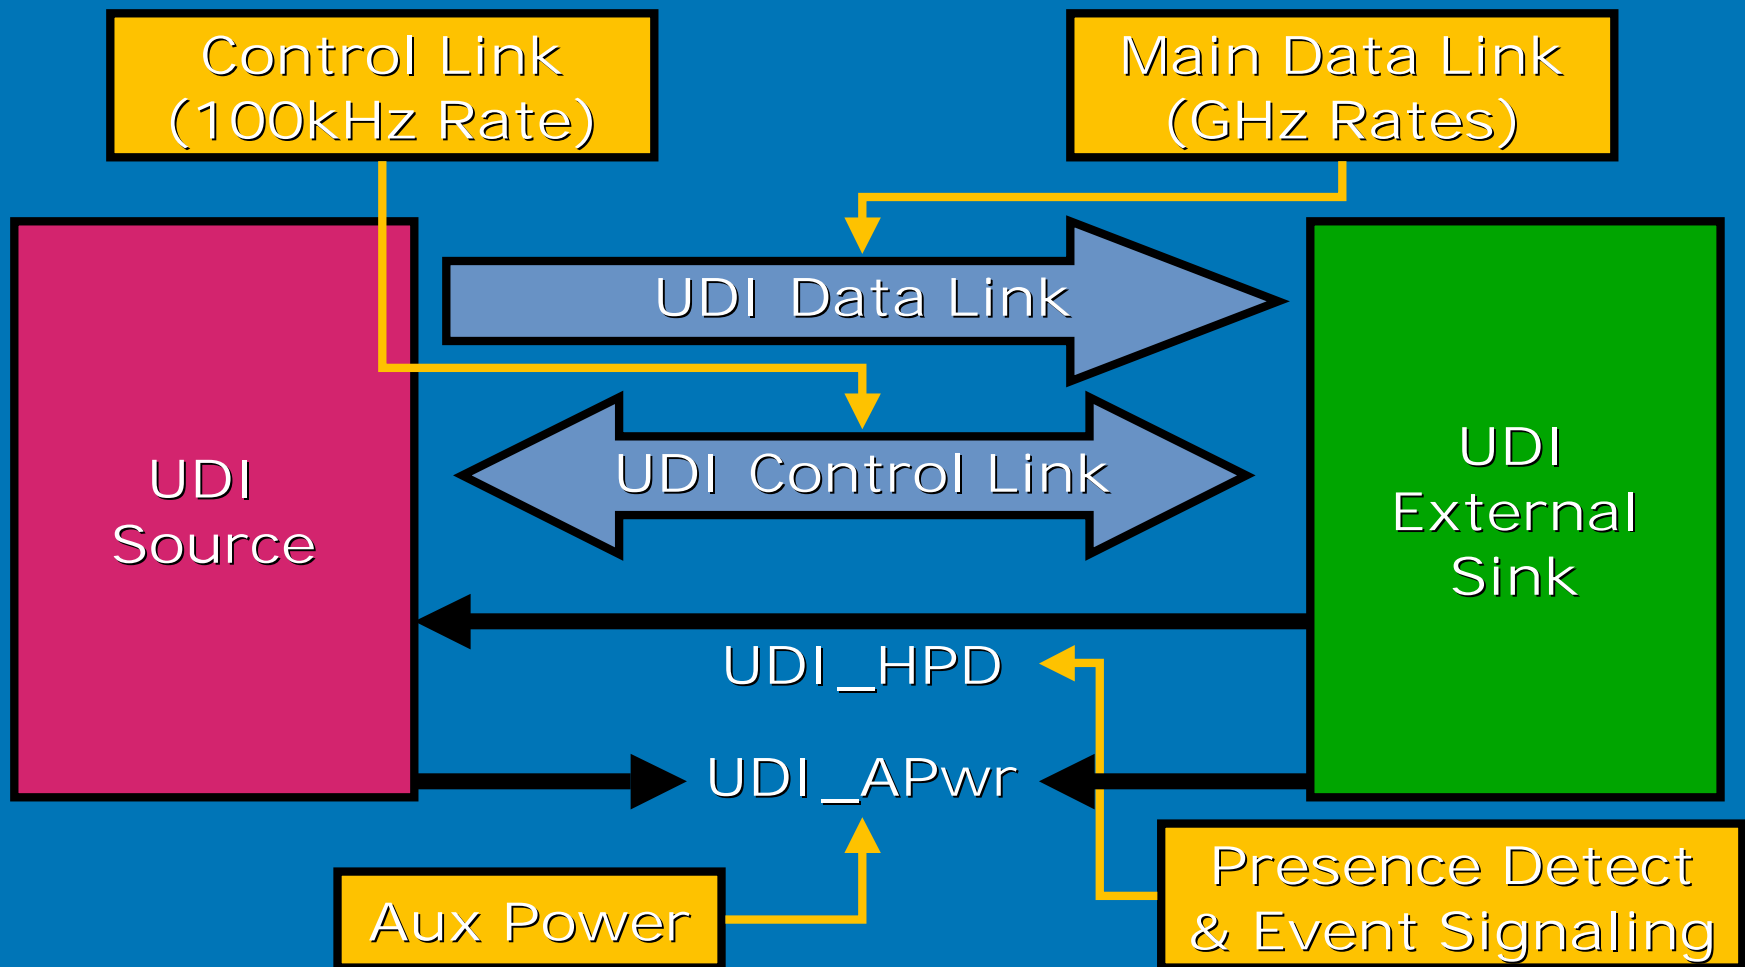 Control Link
(100kHz Rate)
Main Data Link
(GHz Rates)
UDI Data Link
UDI Control Link
UDI
Source
UDI
External
Sink
UDI_HPD
UDI_APwr
Aux Power
Presence Detect
& Event Signaling